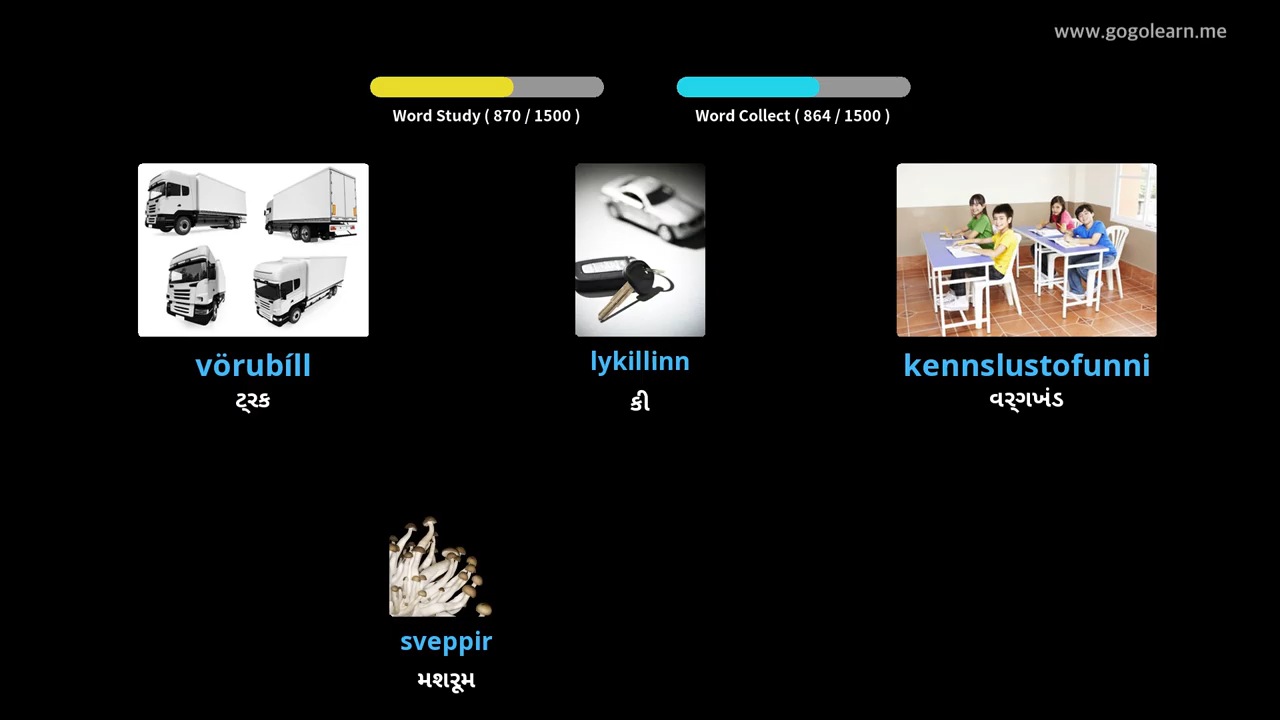 www.gogolearn.me
Word Study ( 870 / 1500 )
Word Collect ( 864 / 1500 )
vörubíll
ટ્રક
lykillinn
કી
kennslustofunni
વર્ગખંડ
sveppir
મશરૂમ